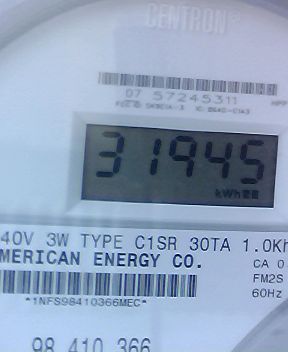 CENTRON®
07 57245311
31945
kWh
40V 3W TYPE C1SR 30TA 1.0Kh
MERICAN ENERGY CO.
CA 0
FM2S
60Hz
*1NFS98410366MEC*
98 410 366